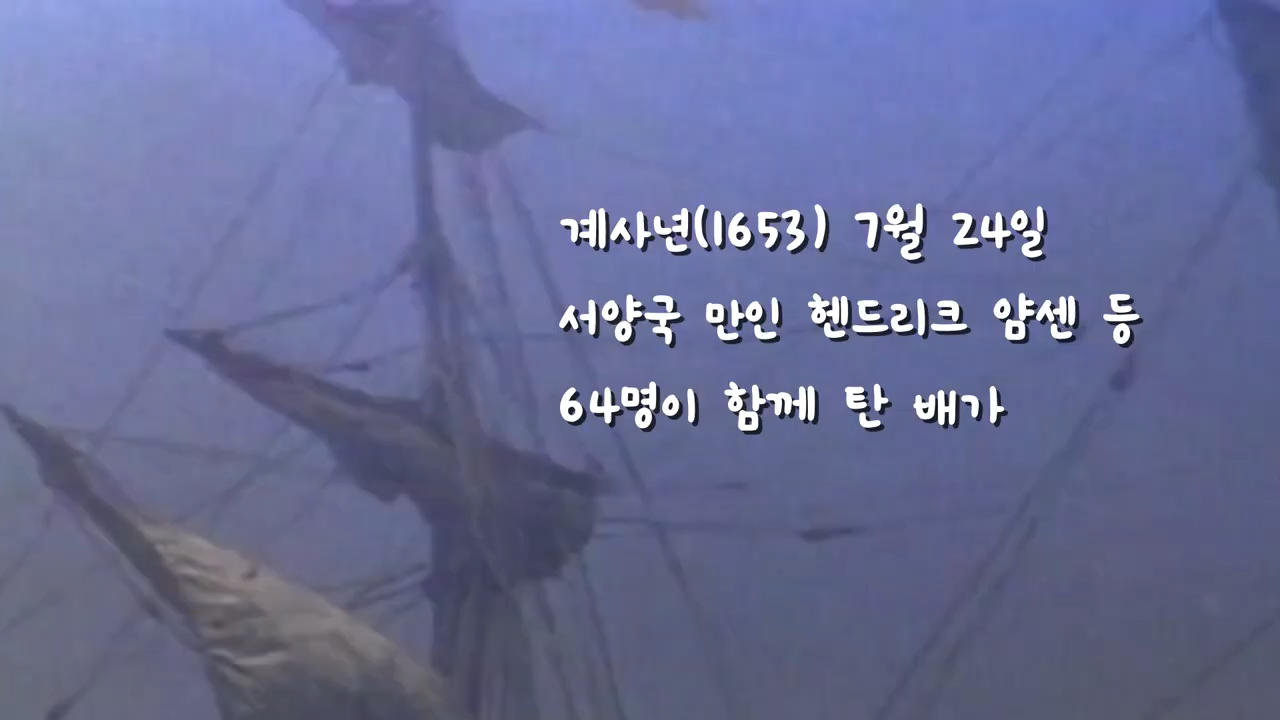 계사년(1653) 7월 24일
서양국 만인 헨드리크 얌센 등
64명이 함께 탄 배가